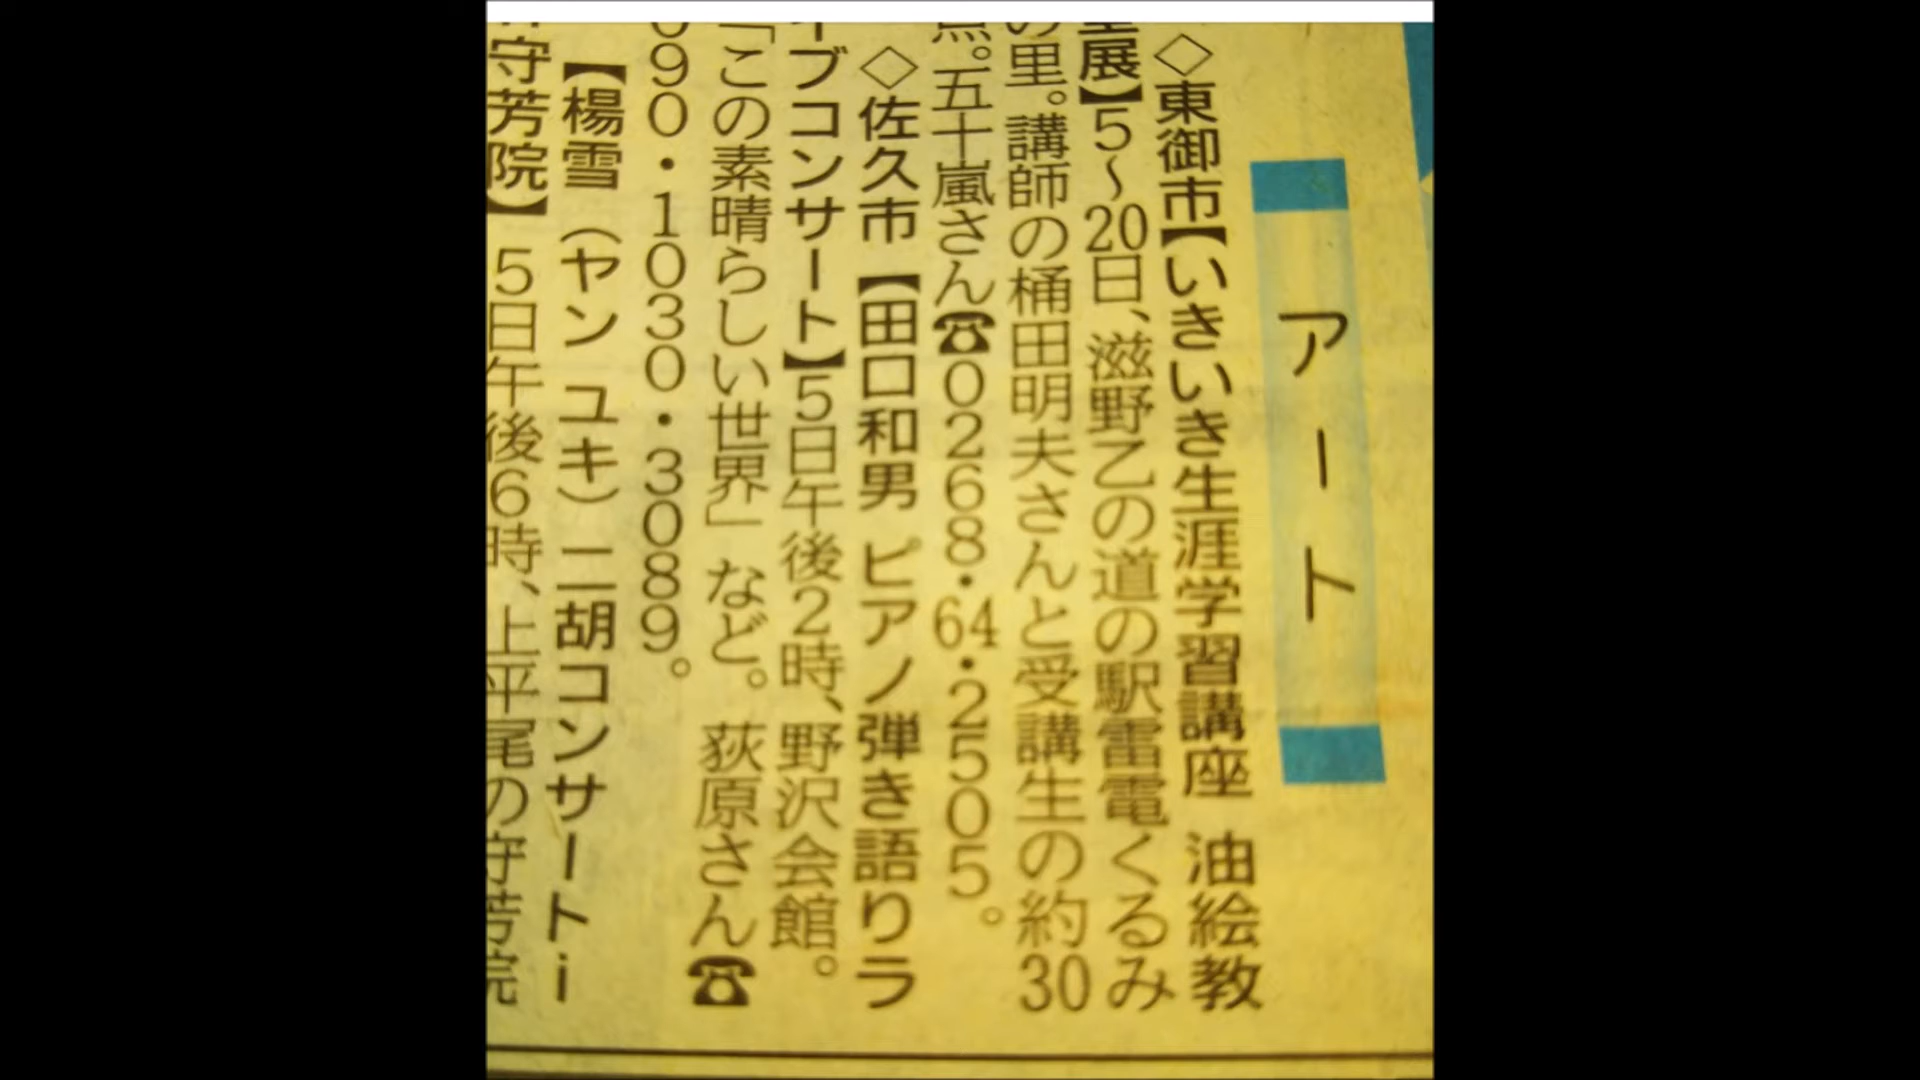 アート
◇東御市【いきいき生涯学習講座 油絵教
室展】5〜20日、滋野乙の道の駅雷電くるみ
の里。講師の桶田明夫さんと受講生の約30
点。五十嵐さん☎0268・64・2505。
◇佐久市【田口和男 ピアノ弾き語りラ
イブコンサート】5日午後2時、野沢会館。
「この素晴らしい世界」など。荻原さん☎
090・1030・3089。
【楊雪（ヤン ユキ）二胡コンサートi
守芳院】5日午後6時、上平尾の守芳院